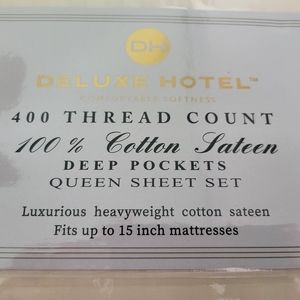 DH
DELUXE HOTEL™
COMFORTABLE SOFTNESS
400 THREAD COUNT
100% Cotton Sateen
DEEP POCKETS
QUEEN SHEET SET
Luxurious heavyweight cotton sateen
Fits up to 15 inch mattresses